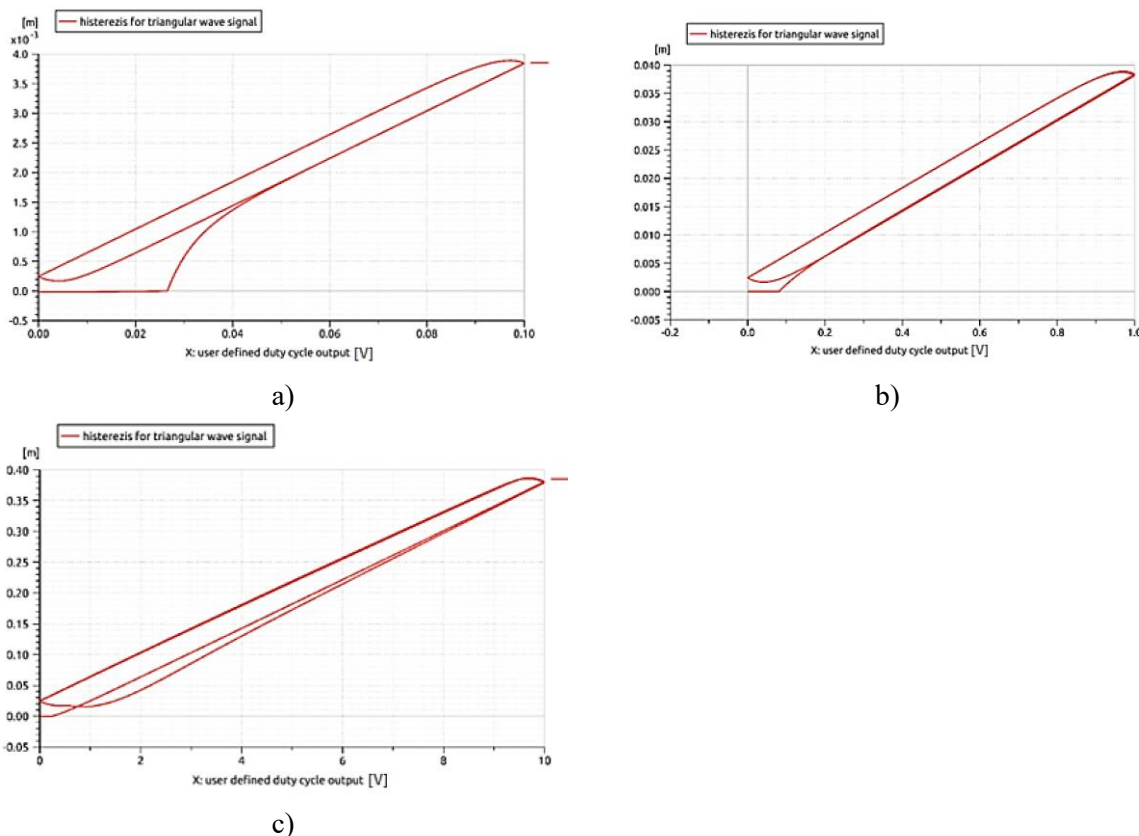 [m]
histerezis for triangular wave signal
x10⁻³
4.0
3.5
3.0
2.5
2.0
1.5
1.0
0.5
0.0
-0.5
0.00 0.02 0.04 0.06 0.08 0.10
X: user defined duty cycle output [V]
a)
histerezis for triangular wave signal
[m]
0.040
0.035
0.030
0.025
0.020
0.015
0.010
0.005
0.000
-0.005
-0.2 0.0 0.2 0.4 0.6 0.8 1.0
X: user defined duty cycle output [V]
b)
histerezis for triangular wave signal
[m]
0.40
0.35
0.30
0.25
0.20
0.15
0.10
0.05
0.00
-0.05
0 2 4 6 8 10
X: user defined duty cycle output [V]
c)